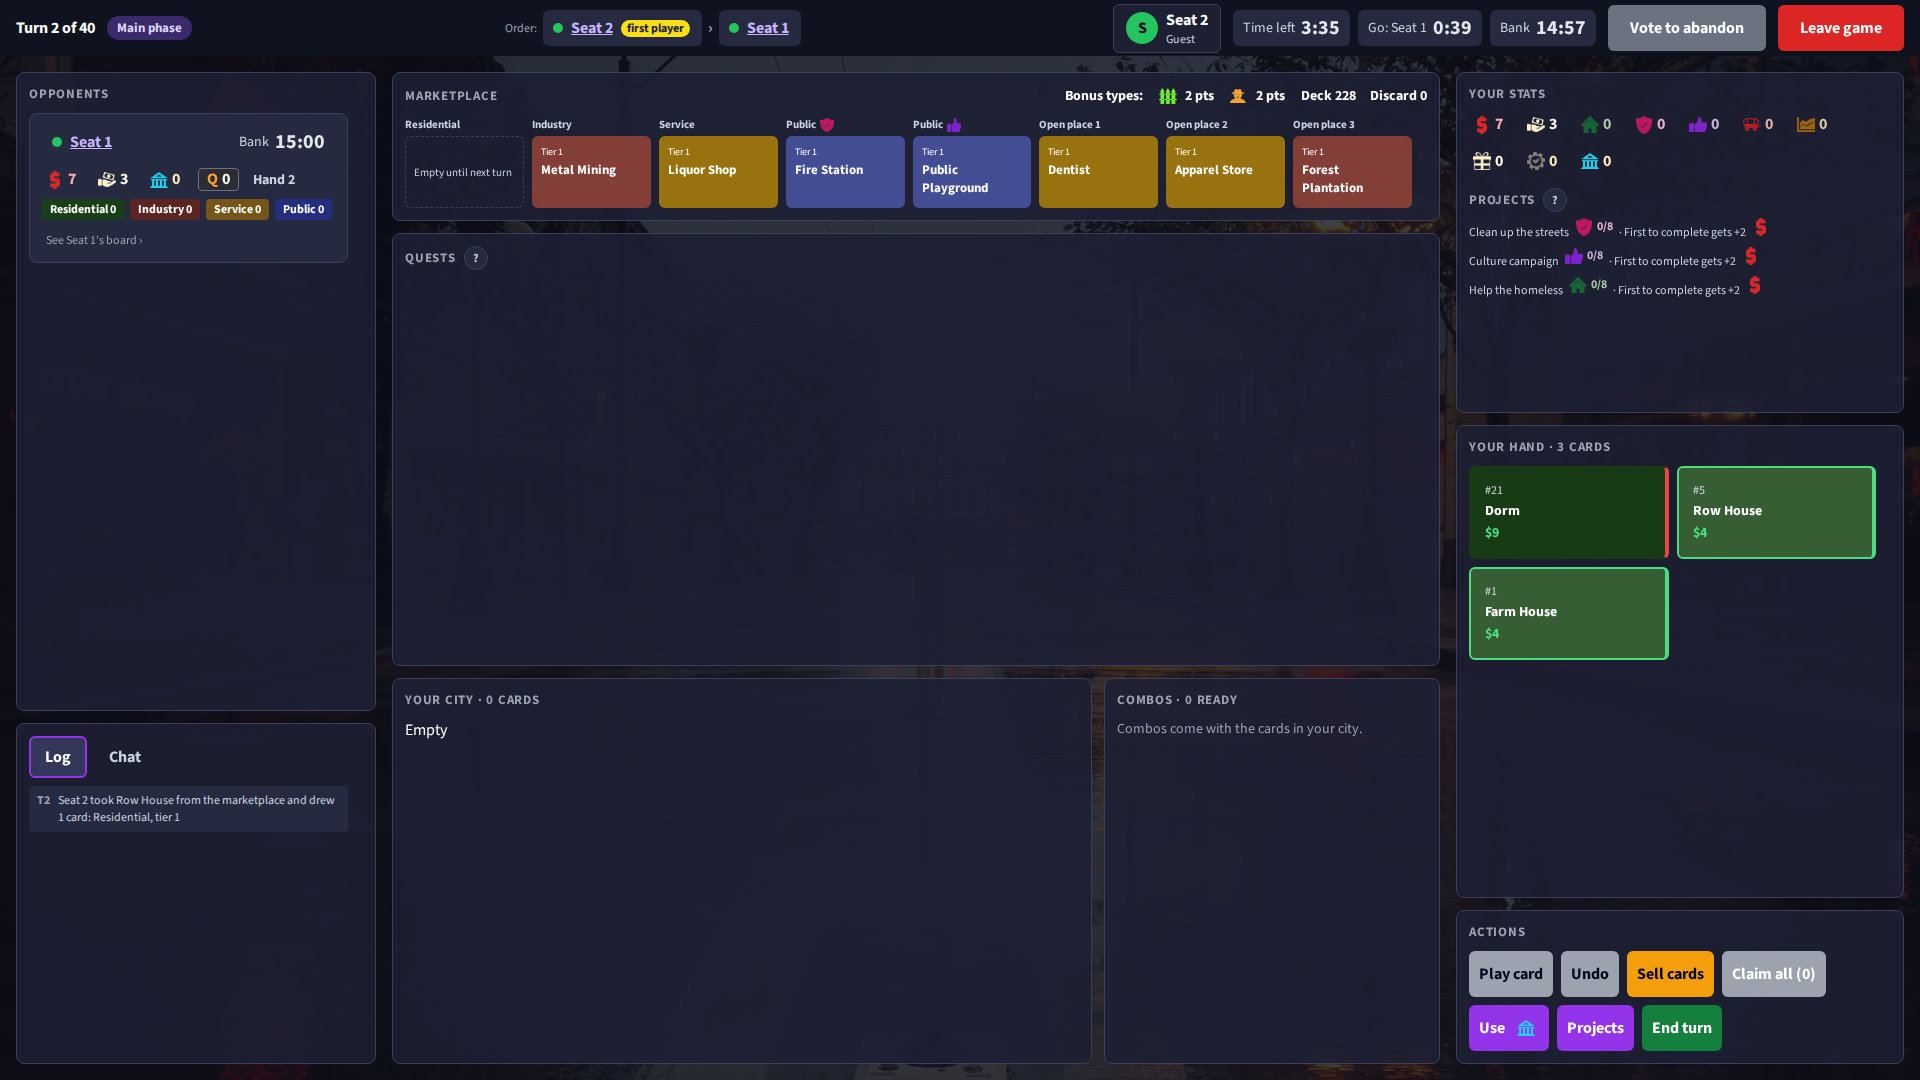 Turn 2 of 40 Main phase
Order: Seat 2 first player › Seat 1
S Seat 2 Guest
Time left 3:35
Go: Seat 1 0:39
Bank 14:57
Vote to abandon
Leave game
OPPONENTS
Seat 1 Bank 15:00
7 3 0 Q 0 Hand 2
Residential 0 Industry 0 Service 0 Public 0
See Seat 1's board ›
Log Chat
T2 Seat 2 took Row House from the marketplace and drew
1 card: Residential, tier 1
MARKETPLACE
Bonus types: 2 pts 2 pts Deck 228 Discard 0
Residential
Empty until next turn
Industry
Tier 1
Metal Mining
Service
Tier 1
Liquor Shop
Public
Tier 1
Fire Station
Public
Tier 1
Public
Playground
Open place 1
Tier 1
Dentist
Open place 2
Tier 1
Apparel Store
Open place 3
Tier 1
Forest
Plantation
QUESTS ?
YOUR CITY · 0 CARDS
Empty
COMBOS · 0 READY
Combos come with the cards in your city.
YOUR STATS
7 3 0 0 0 0 0
0 0 0
PROJECTS ?
Clean up the streets 0/8 · First to complete gets +2
Culture campaign 0/8 · First to complete gets +2
Help the homeless 0/8 · First to complete gets +2
YOUR HAND · 3 CARDS
#21
Dorm
$9
#5
Row House
$4
#1
Farm House
$4
ACTIONS
Play card Undo Sell cards Claim all (0)
Use Projects End turn